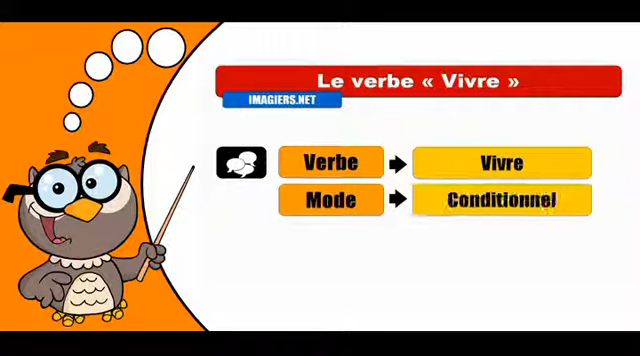 Le verbe « Vivre »
IMAGIERS.NET
Verbe Vivre
Mode Conditionnel